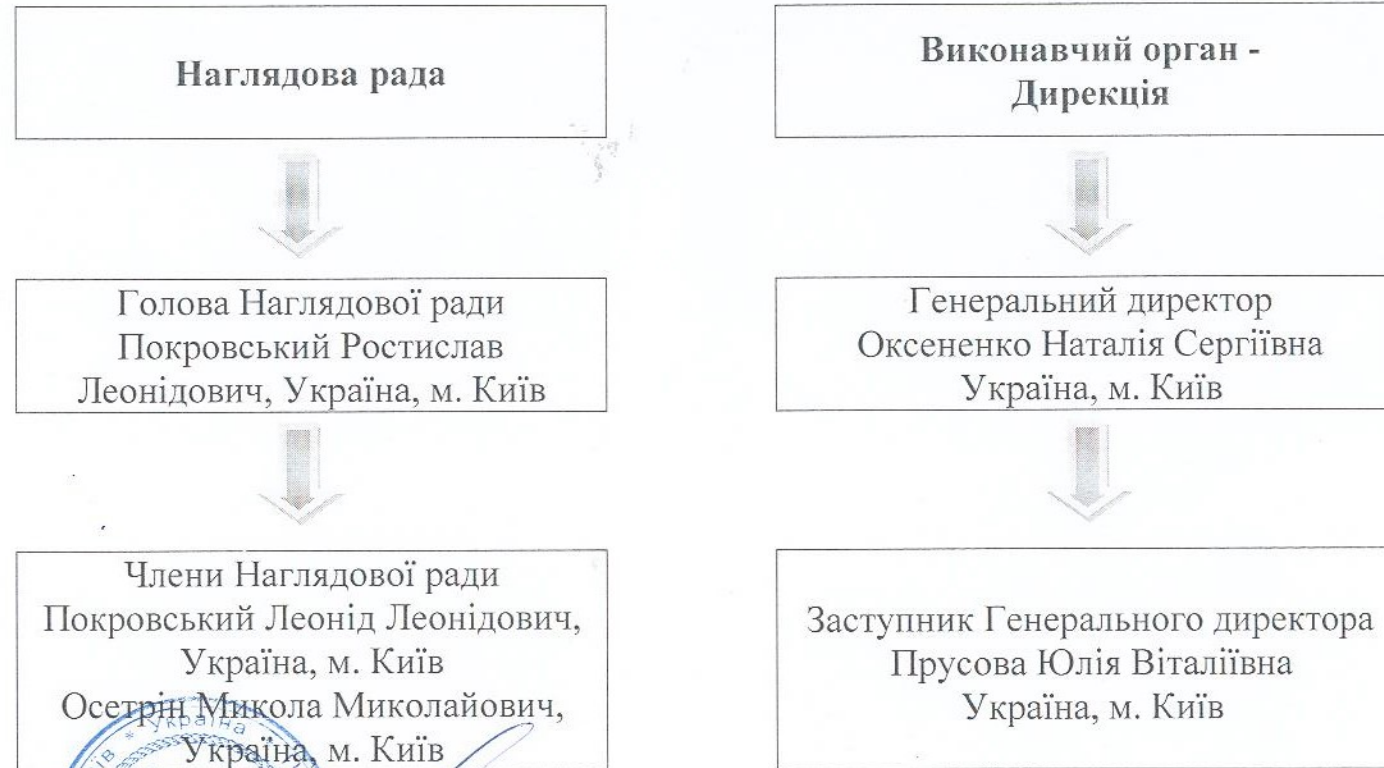 Наглядова рада
Голова Наглядової ради
Покровський Ростислав
Леонідович, Україна, м. Київ
Члени Наглядової ради
Покровський Леонід Леонідович,
Україна, м. Київ
Осетрін Микола Миколайович,
Україна, м. Київ
Виконавчий орган -
Дирекція
Генеральний директор
Оксененко Наталія Сергіївна
Україна, м. Київ
Заступник Генерального директора
Прусова Юлія Віталіївна
Україна, м. Київ
* Україна *